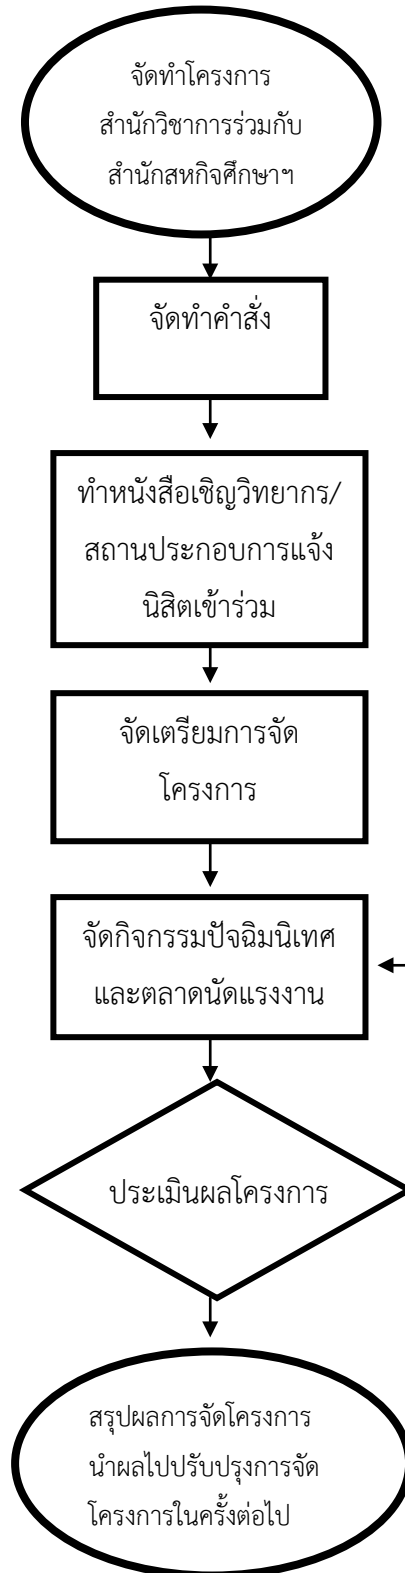 จัดทำโครงการ
สำนักวิชาการร่วมกับ
สำนักสหกิจศึกษาฯ
จัดทำคำสั่ง
ทำหนังสือเชิญวิทยากร/
สถานประกอบการแจ้ง
นิสิตเข้าร่วม
จัดเตรียมการจัด
โครงการ
จัดกิจกรรมปัจฉิมนิเทศ
และตลาดนัดแรงงาน
ประเมินผลโครงการ
สรุปผลการจัดโครงการ
นำผลไปปรับปรุงการจัด
โครงการในครั้งต่อไป